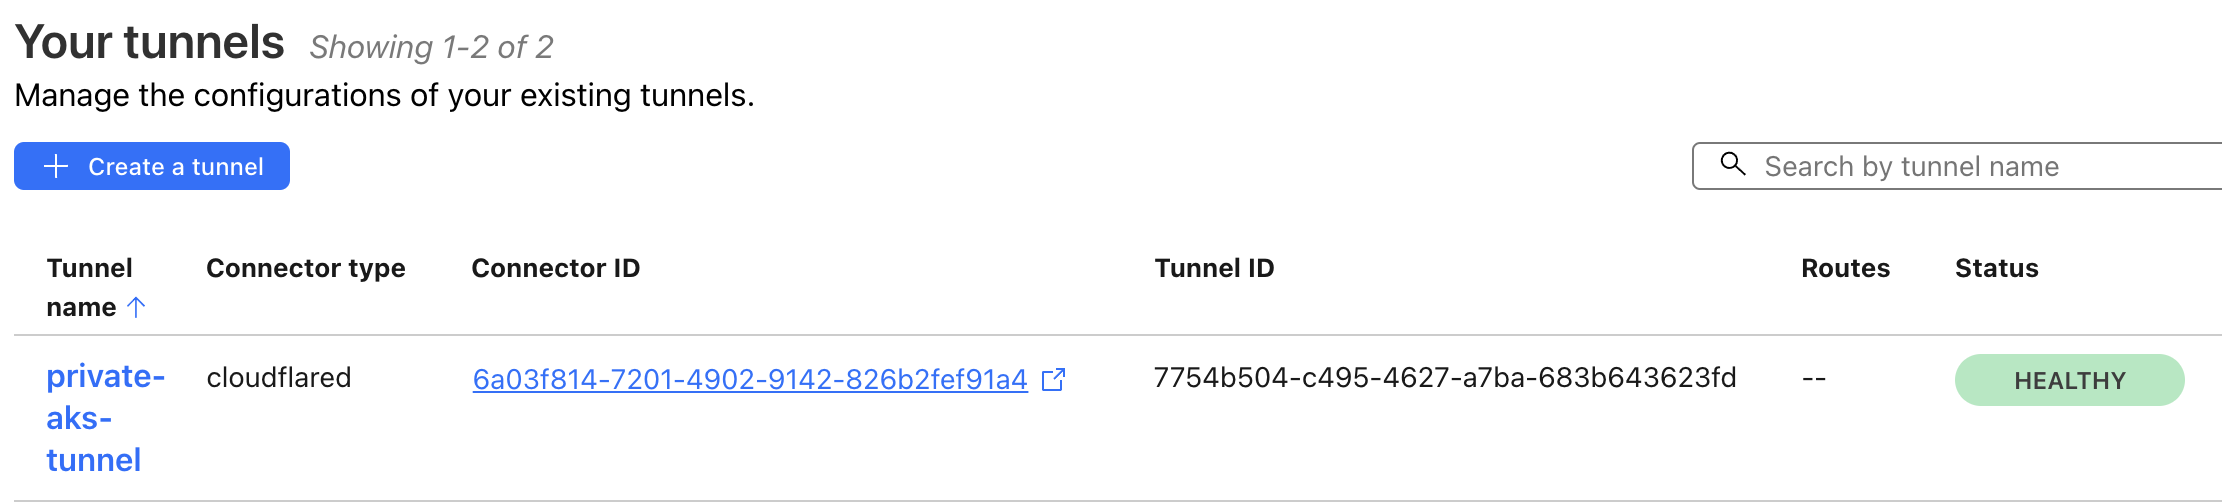 Your tunnels Showing 1-2 of 2
Manage the configurations of your existing tunnels.
Create a tunnel
Search by tunnel name
Tunnel name Connector type Connector ID Tunnel ID Routes Status
private-
aks-
tunnel
cloudflared 6a03f814-7201-4902-9142-826b2fef91a4 7754b504-c495-4627-a7ba-683b643623fd -- HEALTHY